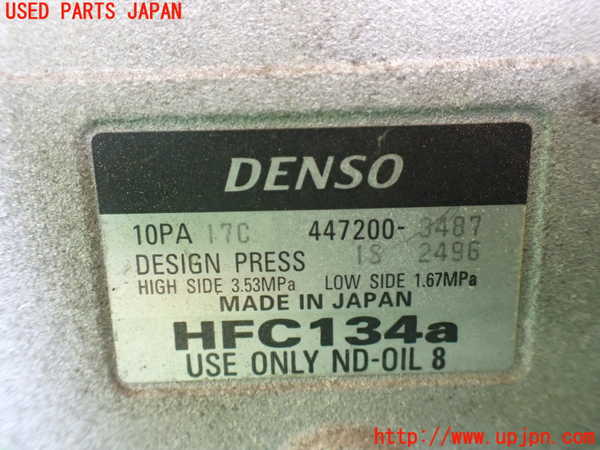 USED PARTS JAPAN
DENSO
10PA 17C 447200-3487
DESIGN PRESS IS 2496
HIGH SIDE 3.53MPa LOW SIDE 1.67MPa
MADE IN JAPAN
HFC134a
USE ONLY ND-OIL 8
http://www.upjpn.com